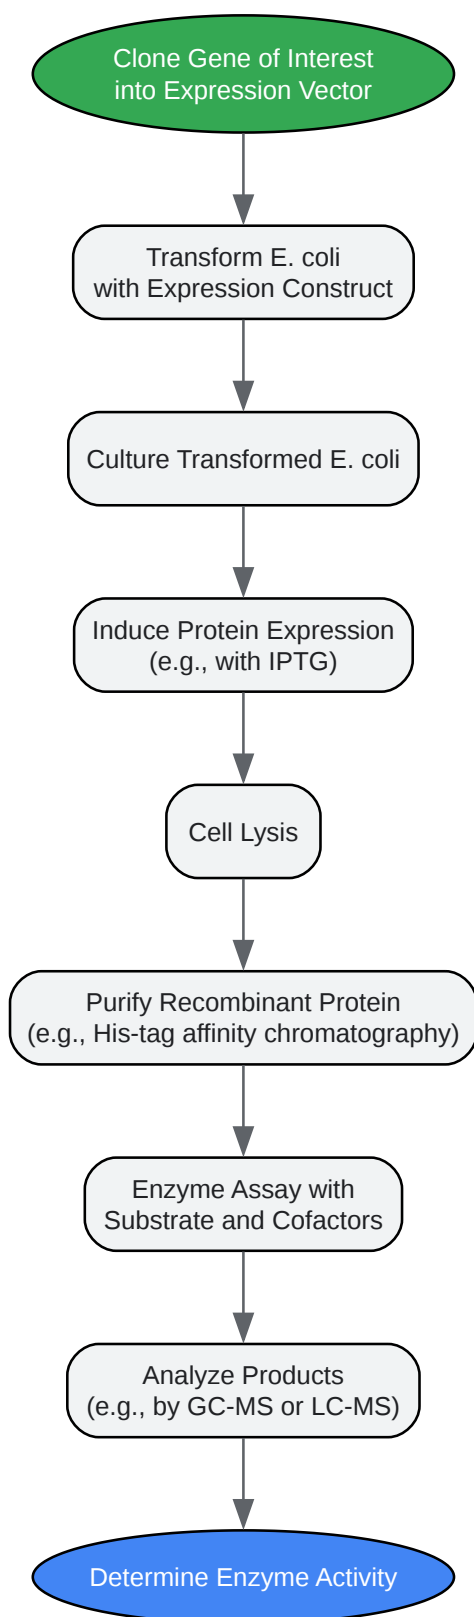 Clone Gene of Interest
into Expression Vector
Transform E. coli
with Expression Construct
Culture Transformed E. coli
Induce Protein Expression
(e.g., with IPTG)
Cell Lysis
Purify Recombinant Protein
(e.g., His-tag affinity chromatography)
Enzyme Assay with
Substrate and Cofactors
Analyze Products
(e.g., by GC-MS or LC-MS)
Determine Enzyme Activity